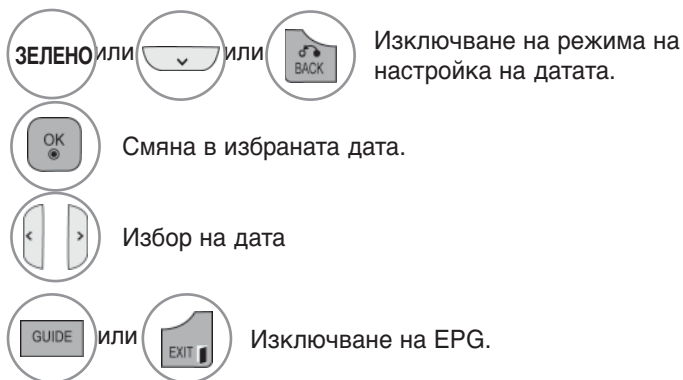 ЗЕЛЕНО или или BACK Изключване на режима на
настройка на датата.
OK Смяна в избраната дата.
Избор на дата
GUIDE или EXIT Изключване на EPG.